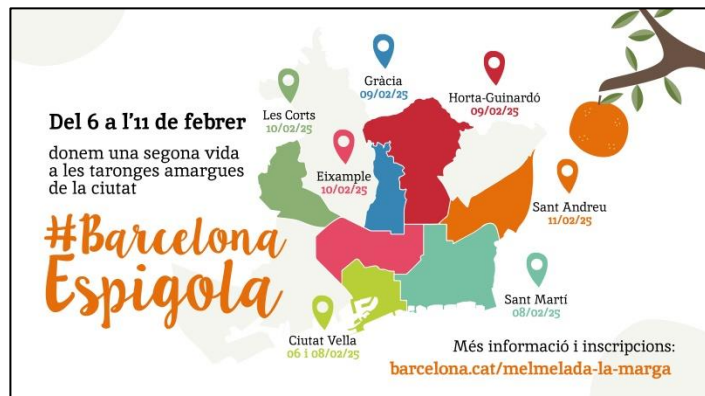 Del 6 a l'11 de febrer
donem una segona vida
a les taronges amargues
de la ciutat
#Barcelona
Espigola
Les Corts
10/02/25
Gràcia
09/02/25
Horta-Guinardó
09/02/25
Eixample
10/02/25
Sant Andreu
11/02/25
Sant Martí
08/02/25
Ciutat Vella
06 i 08/02/25
Més informació i inscripcions:
barcelona.cat/melmelada-la-marga